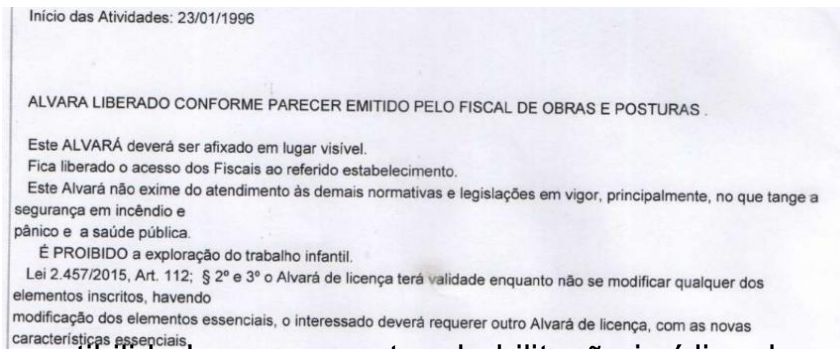 Início das Atividades: 23/01/1996
ALVARA LIBERADO CONFORME PARECER EMITIDO PELO FISCAL DE OBRAS E POSTURAS .
Este ALVARÁ deverá ser afixado em lugar visível.
Fica liberado o acesso dos Fiscais ao referido estabelecimento.
Este Alvará não exime do atendimento às demais normativas e legislações em vigor, principalmente, no que tange a
segurança em incêndio e
pânico e a saúde pública.
É PROIBIDO a exploração do trabalho infantil.
Lei 2.457/2015, Art. 112; § 2º e 3º o Alvará de licença terá validade enquanto não se modificar qualquer dos
elementos inscritos, havendo
modificação dos elementos essenciais, o interessado deverá requerer outro Alvará de licença, com as novas
características essenciais